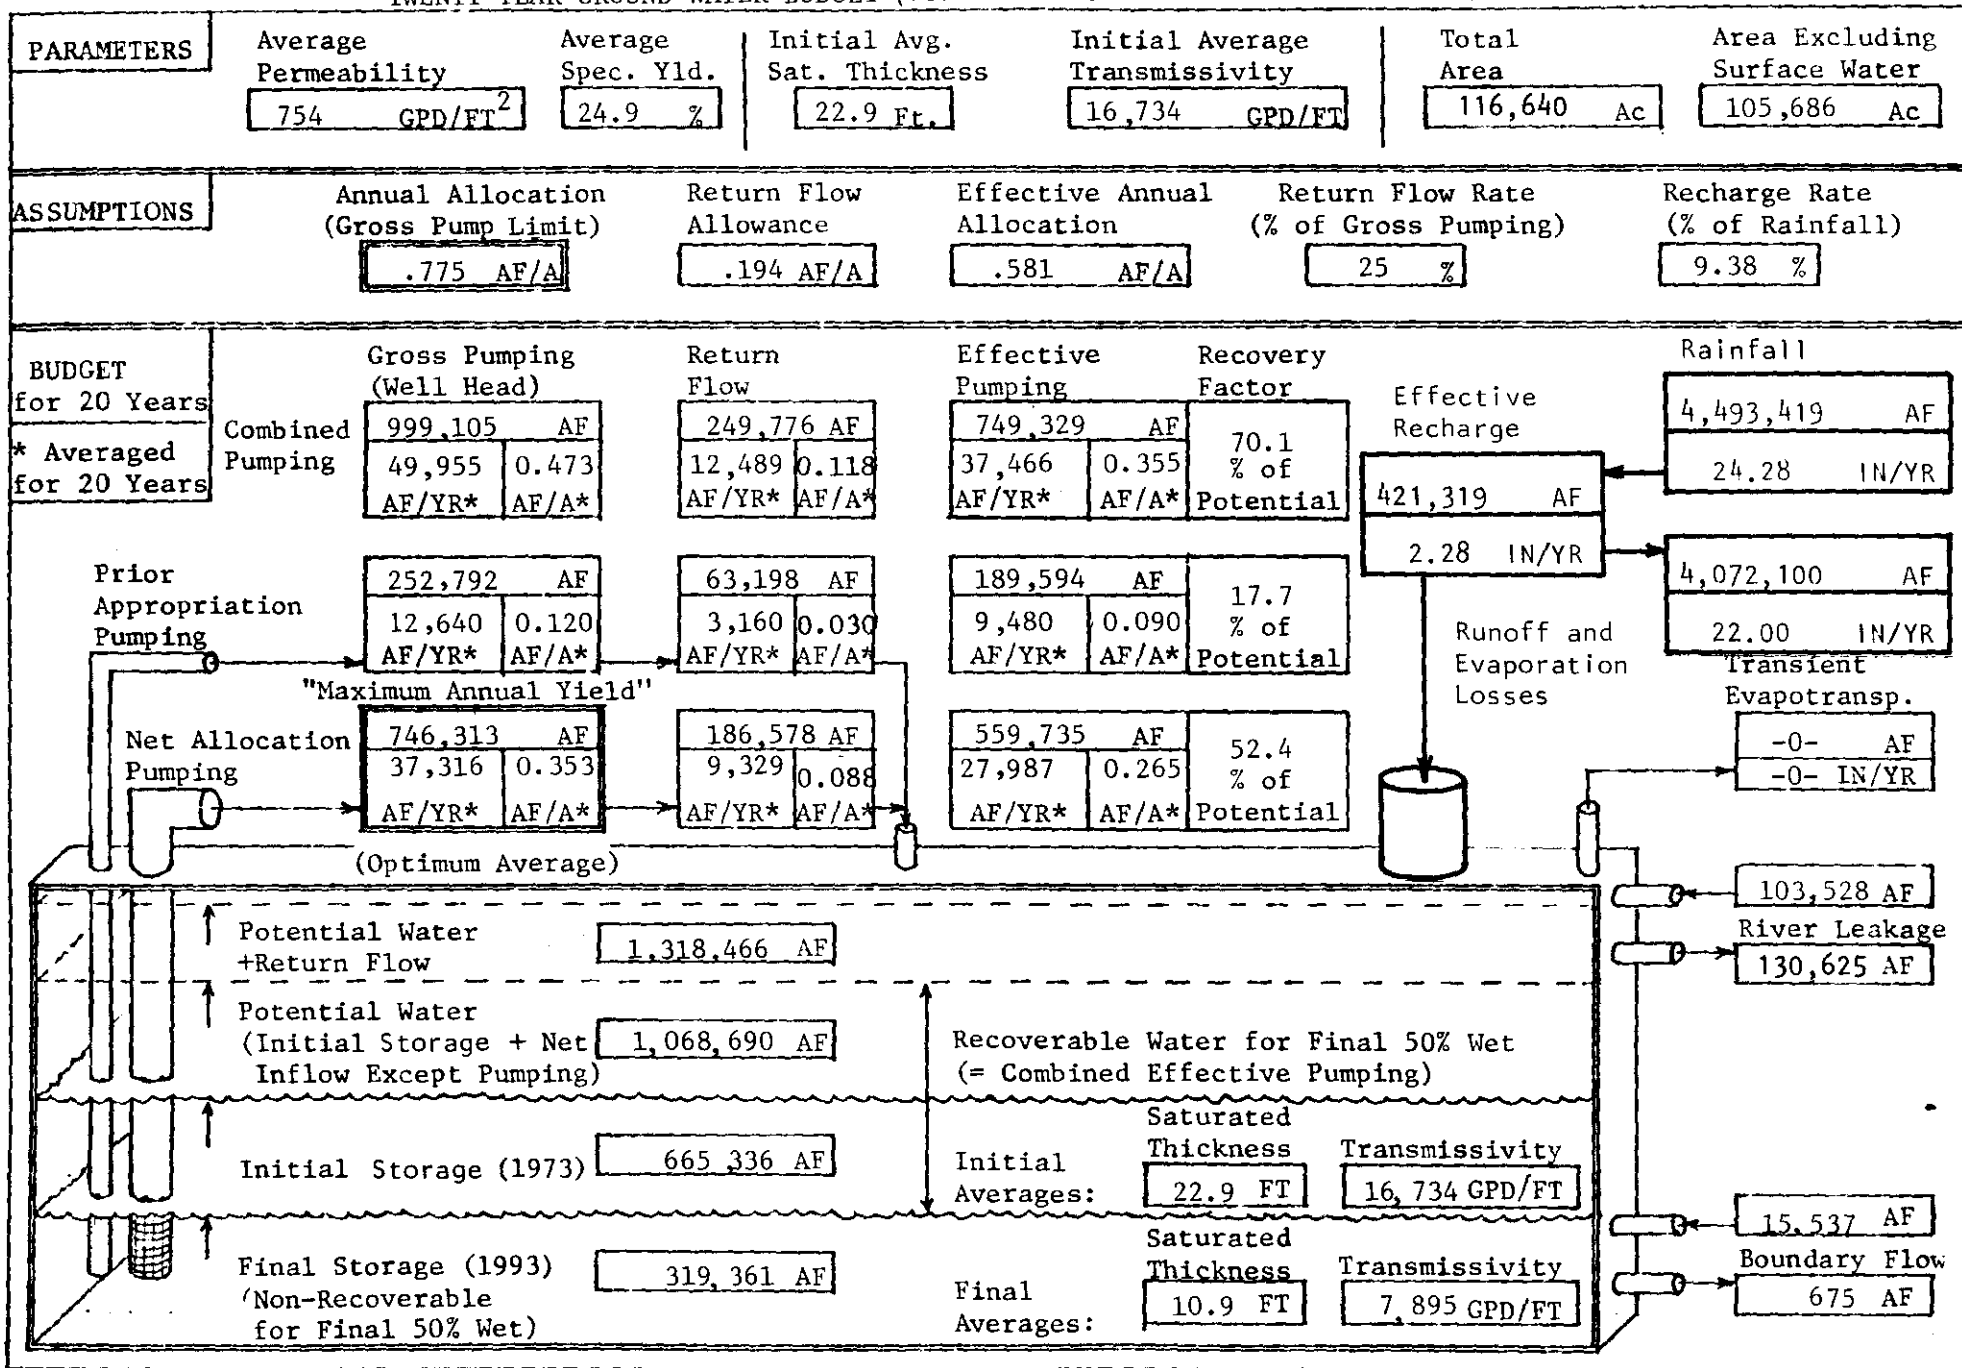 PARAMETERS
Average Permeability
754 GPD/FT2
Average Spec. Yld.
24.9 %
Initial Avg. Sat. Thickness
22.9 Ft.
Initial Average Transmissivity
16,734 GPD/FT
Total Area
116,640 Ac
Area Excluding Surface Water
105,686 Ac
ASSUMPTIONS
Annual Allocation (Gross Pump Limit)
.775 AF/A
Return Flow Allowance
.194 AF/A
Effective Annual Allocation
.581 AF/A
Return Flow Rate (% of Gross Pumping)
25 %
Recharge Rate (% of Rainfall)
9.38 %
BUDGET
for 20 Years
* Averaged
for 20 Years
Gross Pumping (Well Head)
Return Flow
Effective Pumping
Recovery Factor
Combined Pumping
999,105 AF
49,955 AF/YR*
0.473 AF/A*
249,776 AF
12,489 AF/YR*
0.118 AF/A*
749,329 AF
37,466 AF/YR*
0.355 AF/A*
70.1 % of Potential
Effective Recharge
421,319 AF
2.28 IN/YR
Rainfall
4,493,419 AF
24.28 IN/YR
4,072,100 AF
22.00 IN/YR
Runoff and Evaporation Losses
Prior Appropriation Pumping
252,792 AF
12,640 AF/YR*
0.120 AF/A*
63,198 AF
3,160 AF/YR*
0.030 AF/A*
189,594 AF
9,480 AF/YR*
0.090 AF/A*
17.7 % of Potential
Transient Evapotransp.
-0- AF
-0- IN/YR
"Maximum Annual Yield"
Net Allocation Pumping
746,313 AF
37,316 AF/YR*
0.353 AF/A*
186,578 AF
9,329 AF/YR*
0.088 AF/A*
559,735 AF
27,987 AF/YR*
0.265 AF/A*
52.4 % of Potential
(Optimum Average)
103,528 AF
River Leakage
130,625 AF
Potential Water
+Return Flow
1,318,466 AF
Potential Water
(Initial Storage + Net
Inflow Except Pumping)
1,068,690 AF
Recoverable Water for Final 50% Wet
(= Combined Effective Pumping)
Initial Storage (1973)
665,336 AF
Initial Averages:
Saturated Thickness
22.9 FT
Transmissivity
16,734 GPD/FT
15,537 AF
Boundary Flow
675 AF
Final Storage (1993)
(Non-Recoverable
for Final 50% Wet)
319,361 AF
Final Averages:
Saturated Thickness
10.9 FT
Transmissivity
7,895 GPD/FT